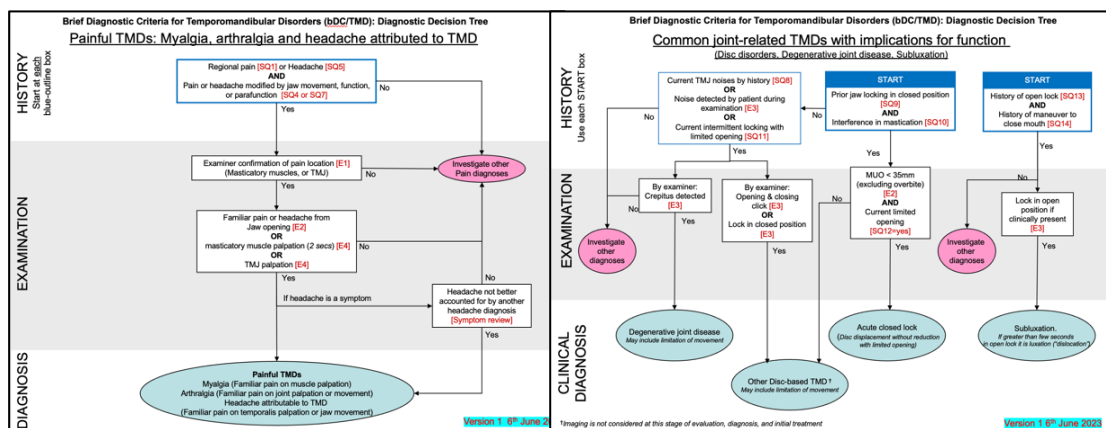 Brief Diagnostic Criteria for Temporomandibular Disorders (bDC/TMD): Diagnostic Decision Tree
Painful TMDs: Myalgia, arthralgia and headache attributed to TMD
HISTORY
Start at each
blue-outline box
Regional pain [SQ1] or Headache [SQ5]
AND
Pain or headache modified by jaw movement, function,
or parafunction [SQ4 or SQ7]
No
Yes
EXAMINATION
Examiner confirmation of pain location [E1]
(Masticatory muscles, or TMJ)
No
Investigate other
Pain diagnoses
Yes
Familiar pain or headache from
Jaw opening [E2]
OR
masticatory muscle palpation (2 secs) [E4]
OR
TMJ palpation [E4]
No
Yes
No
If headache is a symptom
Headache not better
accounted for by another
headache diagnosis
[Symptom review]
Yes
DIAGNOSIS
Painful TMDs
Myalgia (Familiar pain on muscle palpation)
Arthralgia (Familiar pain on joint palpation or movement)
Headache attributable to TMD
(Familiar pain on temporalis palpation or jaw movement)
Version 1 6th June 2
Brief Diagnostic Criteria for Temporomandibular Disorders (bDC/TMD): Diagnostic Decision Tree
Common joint-related TMDs with implications for function
(Disc disorders, Degenerative joint disease, Subluxation)
HISTORY
Use each START box
Current TMJ noises by history [SQ8]
OR
Noise detected by patient during
examination [E3]
OR
Current intermittent locking with
limited opening [SQ11]
No
Yes
START
Prior jaw locking in closed position
[SQ9]
AND
Interference in mastication [SQ10]
No
Yes
START
History of open lock [SQ13]
AND
History of maneuver to
close mouth [SQ14]
Yes
EXAMINATION
By examiner:
Crepitus detected
[E3]
No
Yes
Investigate
other
diagnoses
By examiner:
Opening & closing
click [E3]
OR
Lock in closed position
[E3]
Yes
MUO < 35mm
(excluding overbite)
[E2]
AND
Current limited
opening
[SQ12=yes]
No
Yes
No
Lock in open
position if
clinically present
[E3]
Yes
Investigate
other
diagnoses
CLINICAL
DIAGNOSIS
Degenerative joint disease
May include limitation of movement
Other Disc-based TMD †
May include limitation of movement
Acute closed lock
(Disc displacement without reduction
with limited opening)
Subluxation.
If greater than few seconds
in open lock it is luxation ("dislocation")
†Imaging is not considered at this stage of evaluation, diagnosis, and initial treatment
Version 1 6th June 2023